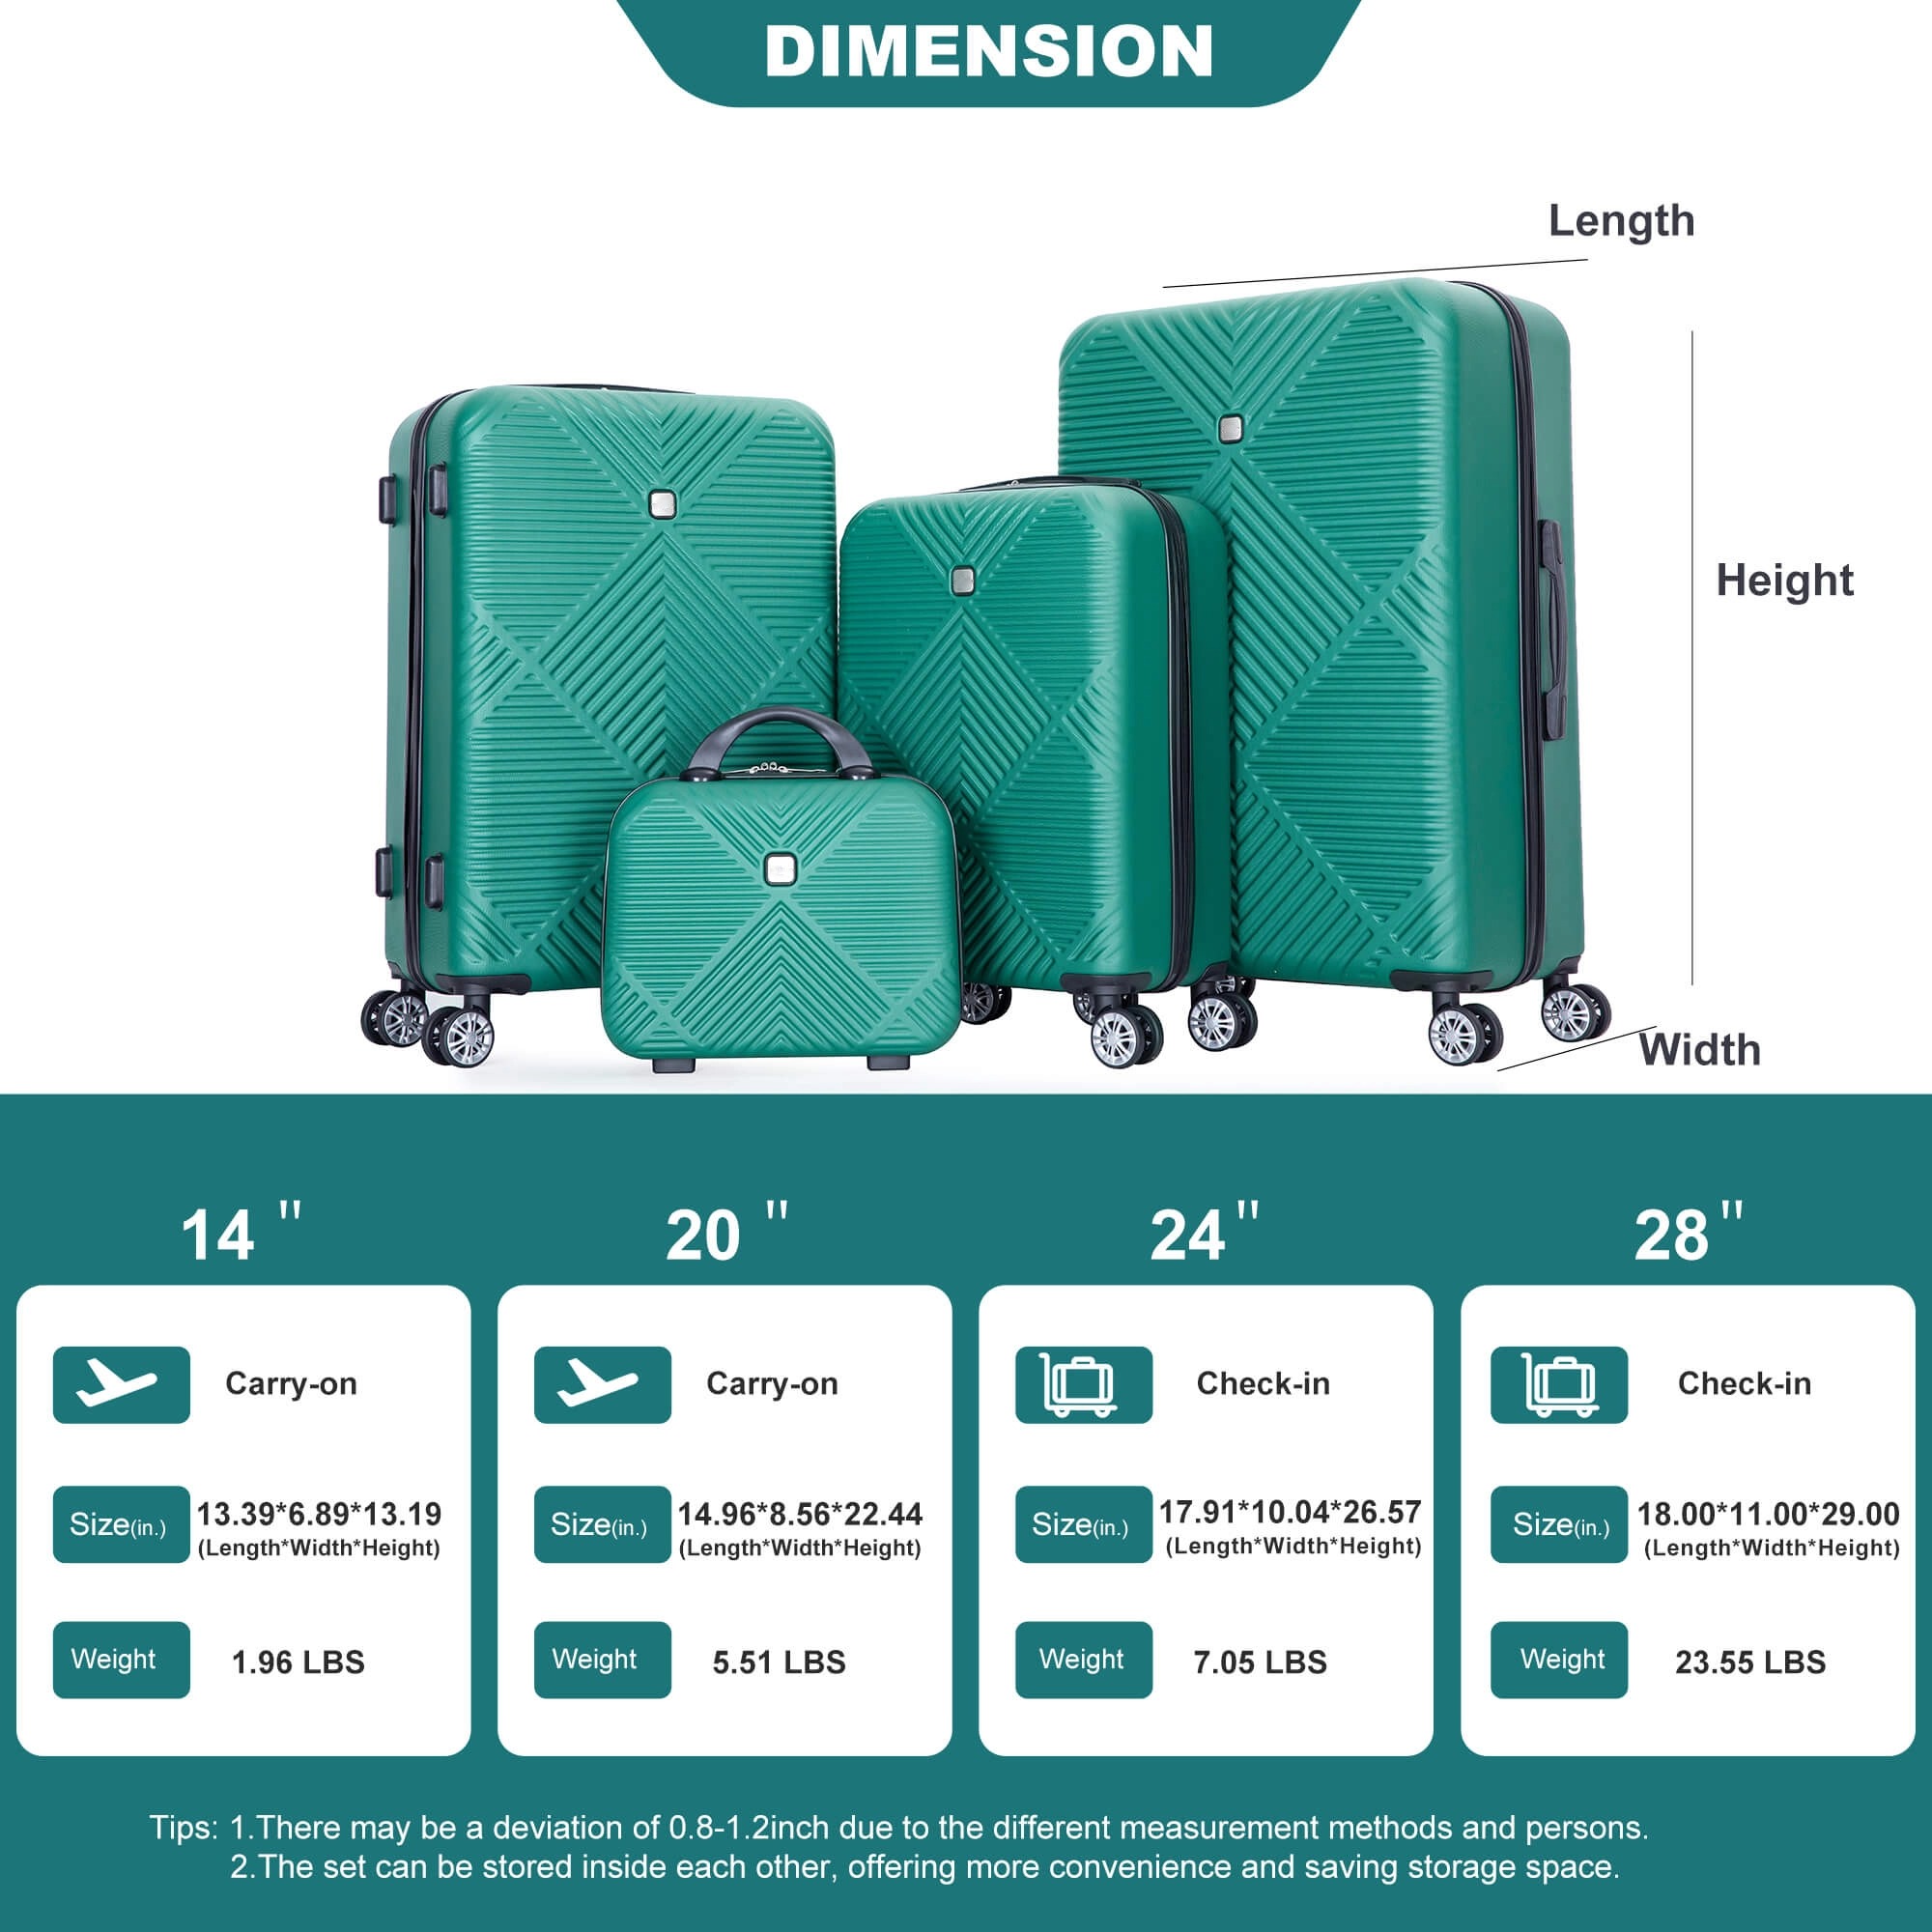 DIMENSION
Length
Height
Width
14 "
20 "
24 "
28 "
Carry-on
Size(in.) 13.39*6.89*13.19
(Length*Width*Height)
Weight 1.96 LBS
Carry-on
Size(in.) 14.96*8.56*22.44
(Length*Width*Height)
Weight 5.51 LBS
Check-in
Size(in.) 17.91*10.04*26.57
(Length*Width*Height)
Weight 7.05 LBS
Check-in
Size(in.) 18.00*11.00*29.00
(Length*Width*Height)
Weight 23.55 LBS
Tips: 1.There may be a deviation of 0.8-1.2inch due to the different measurement methods and persons.
2.The set can be stored inside each other, offering more convenience and saving storage space.